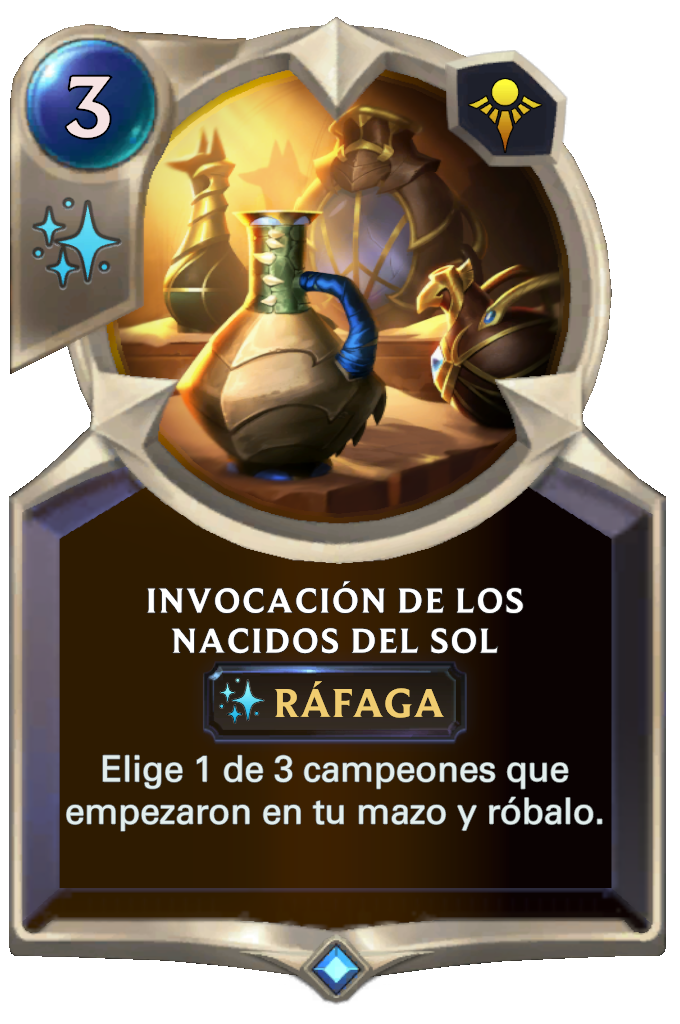 3
INVOCACIÓN DE LOS
NACIDOS DEL SOL
RÁFAGA
Elige 1 de 3 campeones que
empezaron en tu mazo y róbalo.